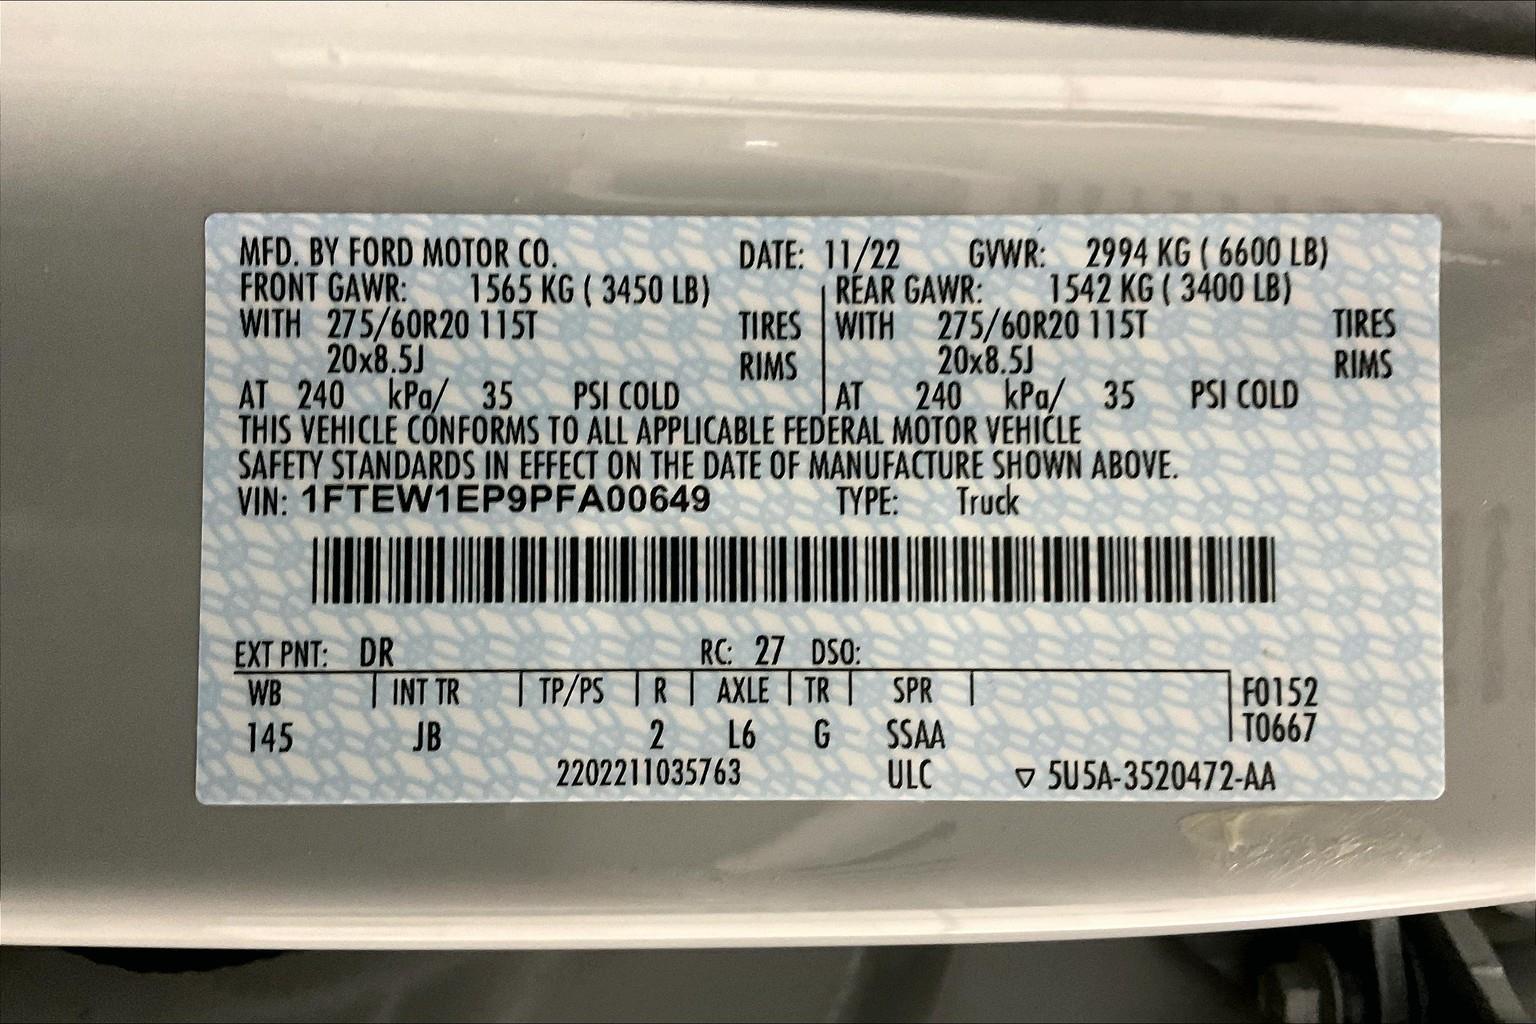 MFD. BY FORD MOTOR CO. DATE: 11/22 GVWR: 2994 KG ( 6600 LB)
FRONT GAWR: 1565 KG ( 3450 LB) REAR GAWR: 1542 KG ( 3400 LB)
WITH 275/60R20 115T TIRES WITH 275/60R20 115T TIRES
20x8.5J RIMS 20x8.5J RIMS
AT 240 kPa/ 35 PSI COLD AT 240 kPa/ 35 PSI COLD
THIS VEHICLE CONFORMS TO ALL APPLICABLE FEDERAL MOTOR VEHICLE
SAFETY STANDARDS IN EFFECT ON THE DATE OF MANUFACTURE SHOWN ABOVE.
VIN: 1FTEW1EP9PFA00649 TYPE: Truck
EXT PNT: DR RC: 27 DSO:
WB INT TR TP/PS R AXLE TR SPR F0152
145 JB 2 L6 G SSAA T0667
2202211035763 ULC ▽ 5U5A-3520472-AA